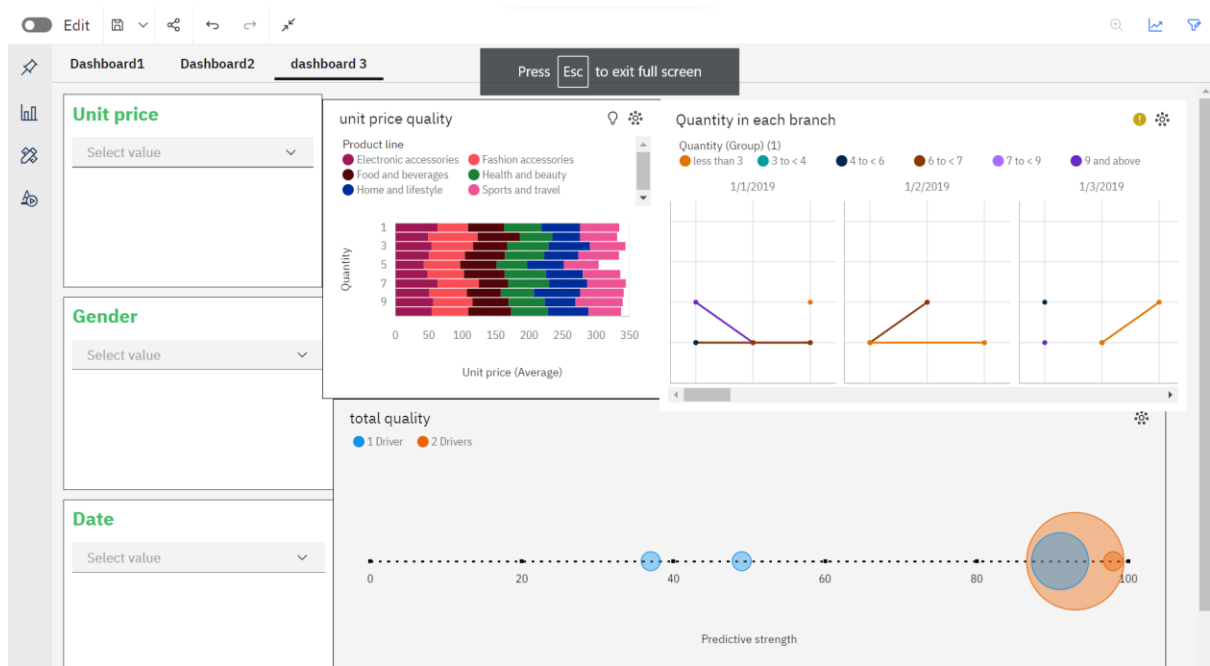 Edit
Dashboard1 Dashboard2 dashboard 3
Press Esc to exit full screen
Unit price
Select value
Gender
Select value
Date
Select value
unit price quality
Product line
Electronic accessories Fashion accessories
Food and beverages Health and beauty
Home and lifestyle Sports and travel
Quantity
1
3
5
7
9
0 50 100 150 200 250 300 350
Unit price (Average)
Quantity in each branch
Quantity (Group) (1)
less than 3 3 to < 4 4 to < 6 6 to < 7 7 to < 9 9 and above
1/1/2019 1/2/2019 1/3/2019
total quality
1 Driver 2 Drivers
0 20 40 60 80 100
Predictive strength